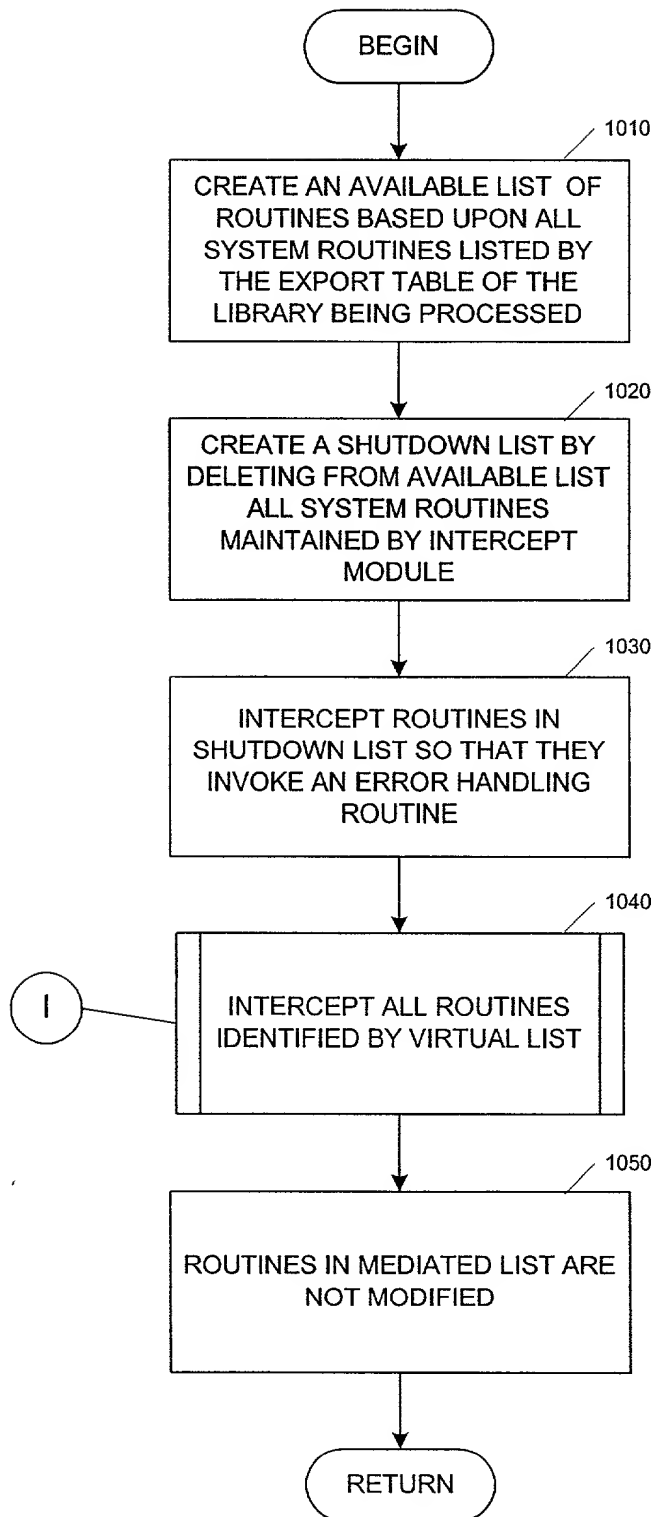 BEGIN
1010
CREATE AN AVAILABLE LIST OF
ROUTINES BASED UPON ALL
SYSTEM ROUTINES LISTED BY
THE EXPORT TABLE OF THE
LIBRARY BEING PROCESSED
1020
CREATE A SHUTDOWN LIST BY
DELETING FROM AVAILABLE LIST
ALL SYSTEM ROUTINES
MAINTAINED BY INTERCEPT
MODULE
1030
INTERCEPT ROUTINES IN
SHUTDOWN LIST SO THAT THEY
INVOKE AN ERROR HANDLING
ROUTINE
1040
I
INTERCEPT ALL ROUTINES
IDENTIFIED BY VIRTUAL LIST
1050
ROUTINES IN MEDIATED LIST ARE
NOT MODIFIED
RETURN